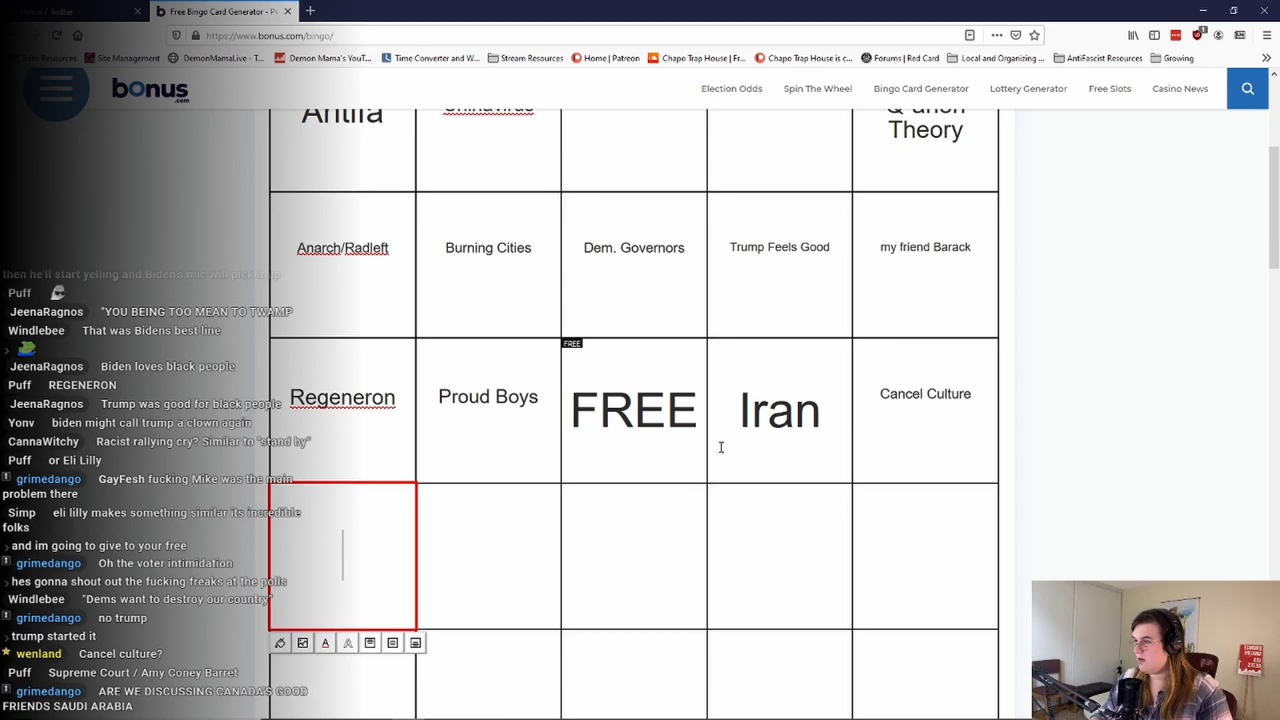 Home / Twitter
Free Bingo Card Generator - Pr
https://www.bonus.com/bingo/
Train Resources
Site Management
DemonMamaLive - T...
Demon Mama's YouT...
Time Converter and W...
Stream Resources
Home | Patreon
Chapo Trap House | Fr...
Chapo Trap House is c...
Forums | Red Card
Local and Organizing ...
AntiFascist Resources
Growing
bonus
.com
Election Odds
Spin The Wheel
Bingo Card Generator
Lottery Generator
Free Slots
Casino News
Antifa
Chinavirus
Q-anon
Theory
Anarch/Radleft
Burning Cities
Dem. Governors
Trump Feels Good
my friend Barack
FREE
Regeneron
Proud Boys
FREE
Iran
Cancel Culture
then he'll start yelling and Biden's mic will pick it up
Puff
JeenaRagnos "YOU BEING TOO MEAN TO TWAMP
Windlebee That was Bidens best line
JeenaRagnos Biden loves black people
Puff REGENERON
JeenaRagnos Trump was good for black people
Yonv biden might call trump a clown again
CannaWitchy Racist rallying cry? Similar to "stand by"
Puff or Eli Lilly
grimedango GayFesh fucking Mike was the main
problem there
Simp eli lilly makes something similar its incredible
folks
and im going to give to your free
grimedango Oh the voter intimidation
hes gonna shout out the fucking freaks at the polls
Windlebee "Dems want to destroy our country"
grimedango no trump
trump started it
wenland Cancel culture?
Puff Supreme Court / Amy Coney Barret
grimedango ARE WE DISCUSSING CANADA'S GOOD
FRIENDS SAUDI ARABIA